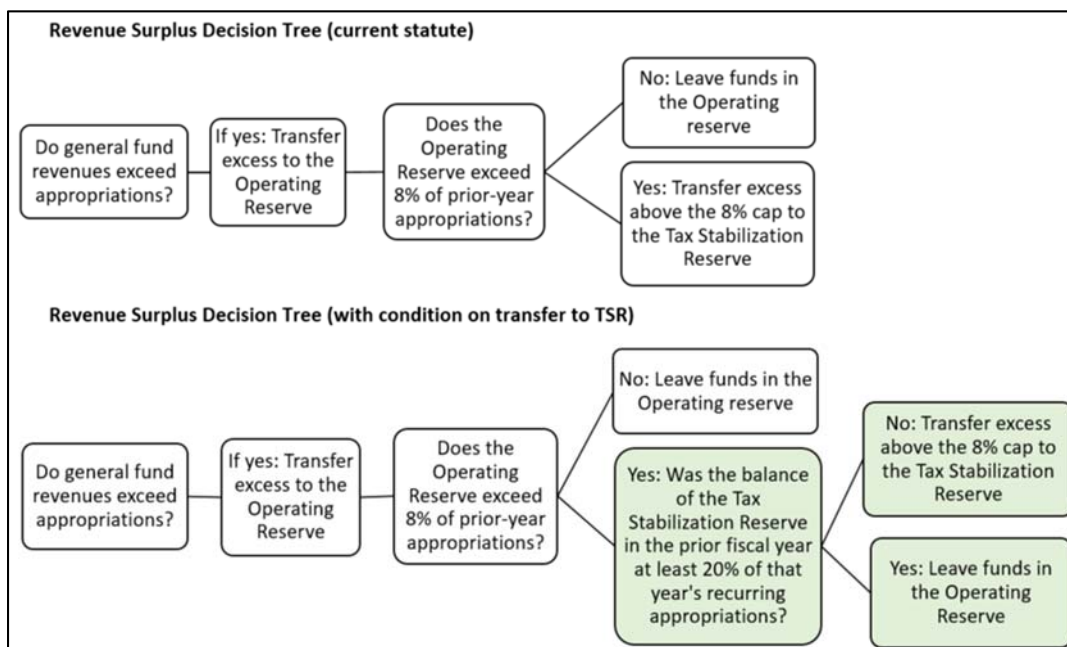 Revenue Surplus Decision Tree (current statute)
Do general fund
revenues exceed
appropriations?
If yes: Transfer
excess to the
Operating
Reserve
Does the
Operating
Reserve exceed
8% of prior-year
appropriations?
No: Leave funds in
the Operating
reserve
Yes: Transfer excess
above the 8% cap to
the Tax Stabilization
Reserve
Revenue Surplus Decision Tree (with condition on transfer to TSR)
Do general fund
revenues exceed
appropriations?
If yes: Transfer
excess to the
Operating
Reserve
Does the
Operating
Reserve exceed
8% of prior-year
appropriations?
No: Leave funds in the
Operating reserve
Yes: Was the balance
of the Tax
Stabilization Reserve
in the prior fiscal year
at least 20% of that
year's recurring
appropriations?
No: Transfer excess
above the 8% cap to
the Tax Stabilization
Reserve
Yes: Leave funds in
the Operating
Reserve